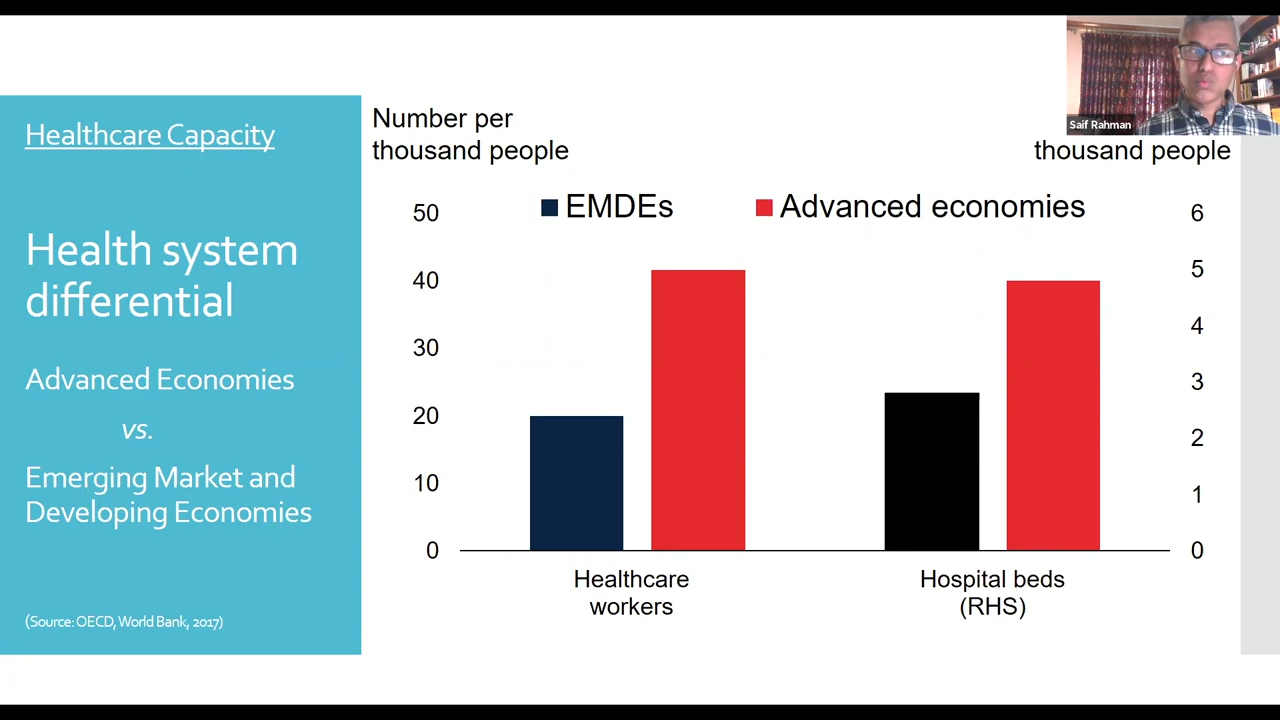 Healthcare Capacity
Health system
differential
Advanced Economies
vs.
Emerging Market and
Developing Economies
(Source: OECD, World Bank, 2017)
Number per
thousand people
thousand people
EMDEs
Advanced economies
50
40
30
20
10
0
6
5
4
3
2
1
0
Healthcare
workers
Hospital beds
(RHS)
Saif Rahman